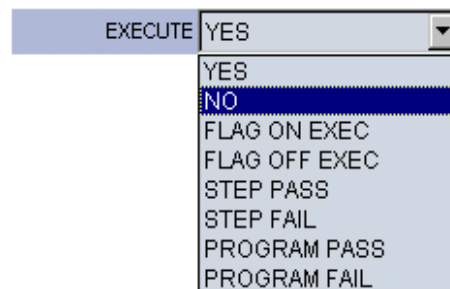 EXECUTE YES
YES
NO
FLAG ON EXEC
FLAG OFF EXEC
STEP PASS
STEP FAIL
PROGRAM PASS
PROGRAM FAIL